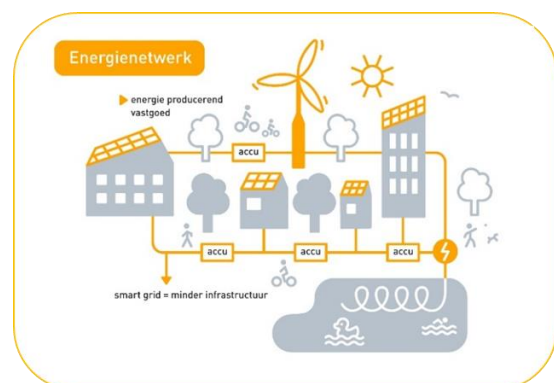 Energienetwerk
energie producerend
vastgoed
accu
accu
accu
accu
smart grid = minder infrastructuur